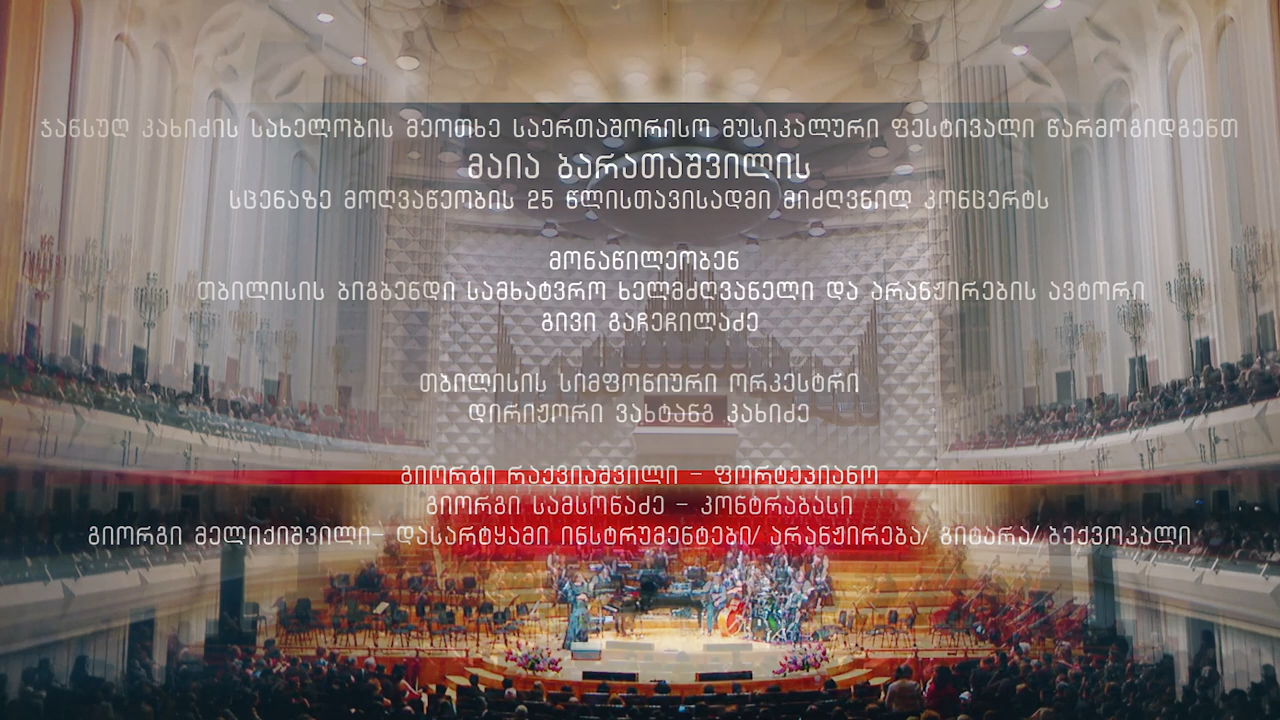 ჯანსუღ კახიძის სახელობის მეოთხე საერთაშორისო მუსიკალური ფესტივალი წარმოგიდგენთ
მაია ბარათაშვილის
სცენაზე მოღვაწეობის 25 წლისთავისადმი მიძღვნილ კონცერტს
მონაწილეობენ
თბილისის ბიგბენდი სამხატვრო ხელმძღვანელი და არანჟირების ავტორი
გივი გაჩეჩილაძე
თბილისის სიმფონიური ორკესტრი
დირიჟორი ვახტანგ კახიძე
გიორგი რაქვიაშვილი - ფორტეპიანო
გიორგი სამსონაძე - კონტრაბასი
გიორგი მელიქიშვილი- დასარტყამი ინსტრუმენტები/ არანჟირება/ გიტარა/ ბექვოკალი